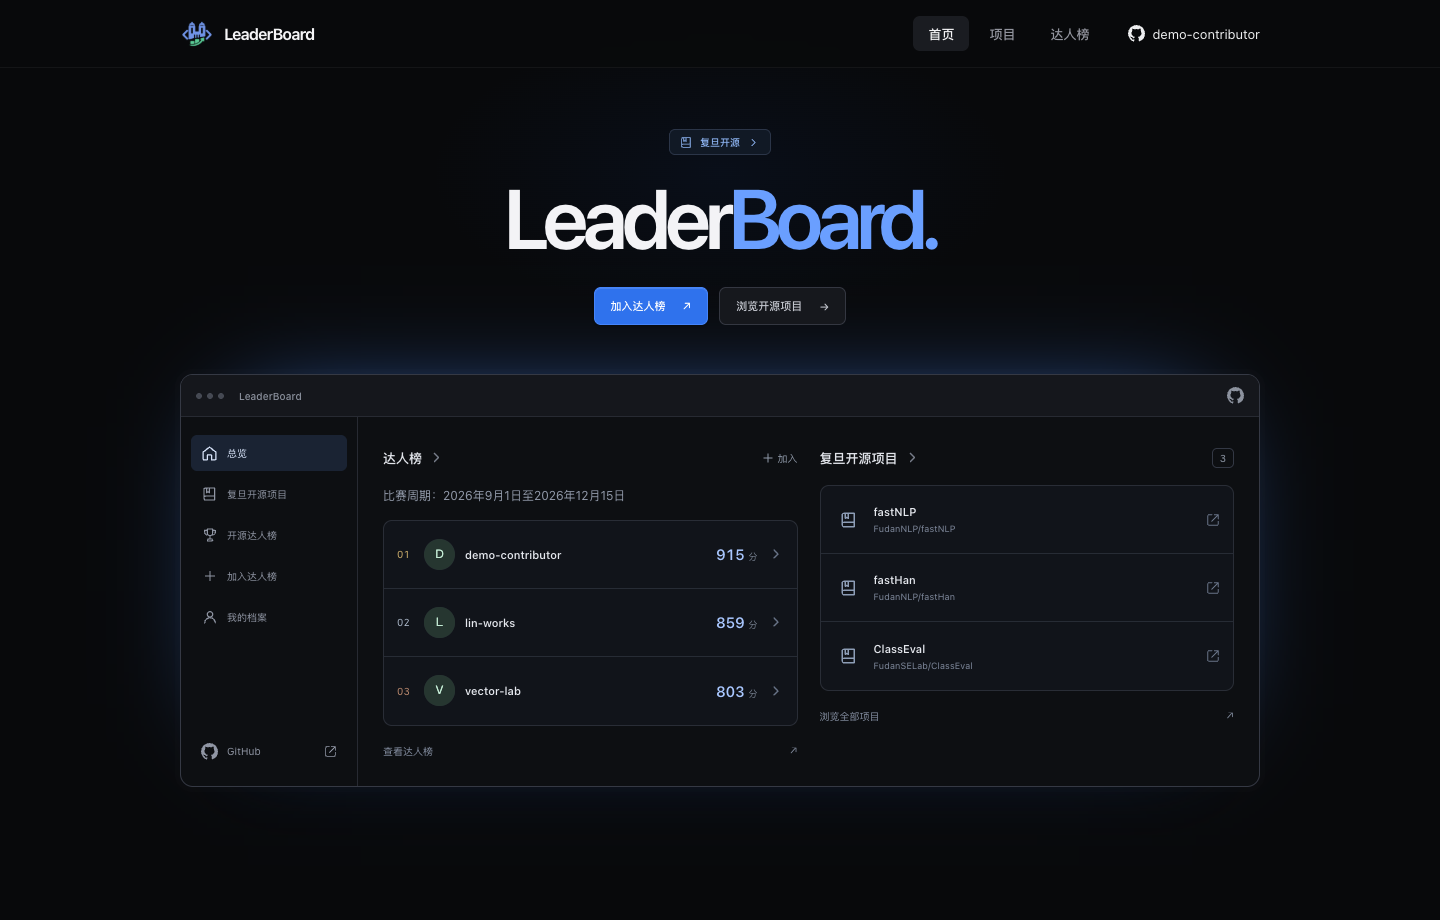 LeaderBoard
首页
项目
达人榜
demo-contributor
复旦开源
LeaderBoard.
加入达人榜
浏览开源项目
LeaderBoard
总览
复旦开源项目
开源达人榜
加入达人榜
我的档案
GitHub
达人榜
加入
比赛周期：2026年9月1日至2026年12月15日
01 D demo-contributor 915 分
02 L lin-works 859 分
03 V vector-lab 803 分
查看达人榜
复旦开源项目
3
fastNLP
FudanNLP/fastNLP
fastHan
FudanNLP/fastHan
ClassEval
FudanSELab/ClassEval
浏览全部项目